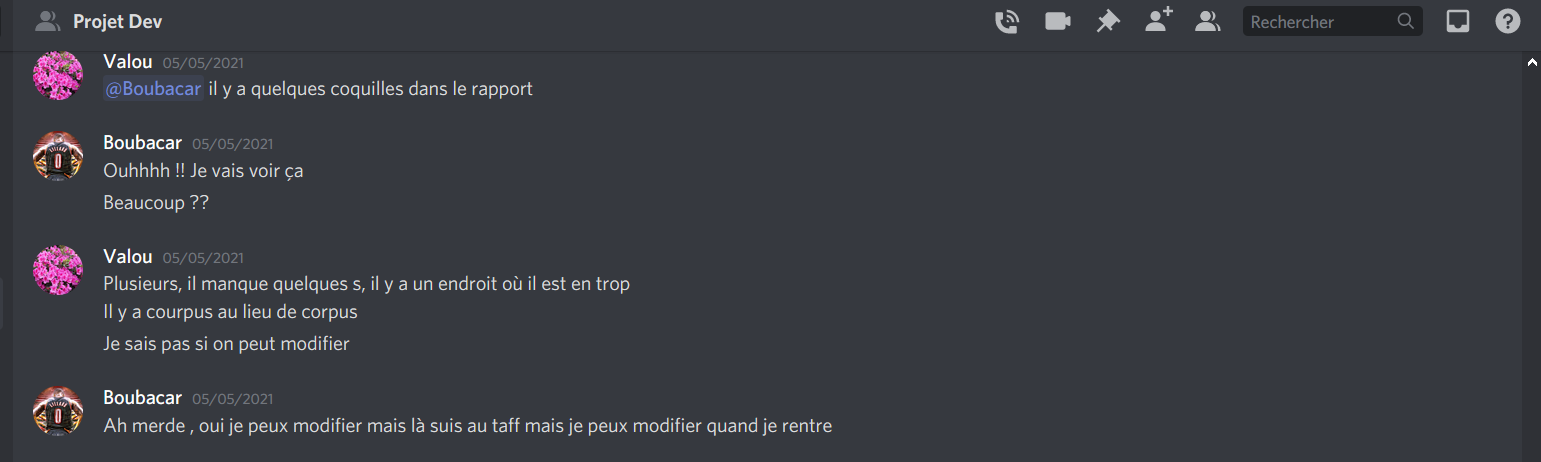 Projet Dev
Rechercher
Valou 05/05/2021
@Boubacar il y a quelques coquilles dans le rapport
Boubacar 05/05/2021
Ouhhhh !! Je vais voir ça
Beaucoup ??
Valou 05/05/2021
Plusieurs, il manque quelques s, il y a un endroit où il est en trop
Il y a courpus au lieu de corpus
Je sais pas si on peut modifier
Boubacar 05/05/2021
Ah merde , oui je peux modifier mais là suis au taff mais je peux modifier quand je rentre